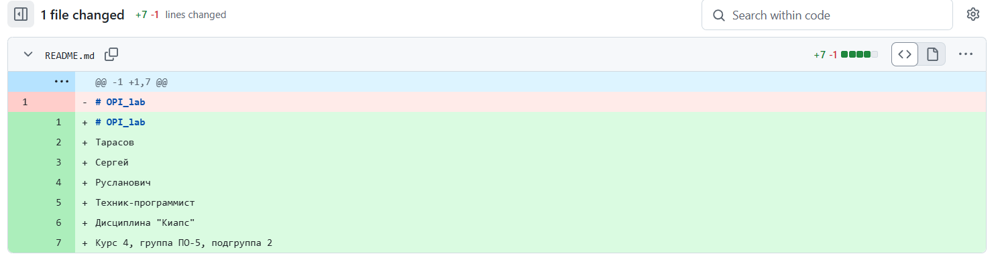 1 file changed +7 -1 lines changed
Search within code
README.md
+7 -1
... @@ -1 +1,7 @@
1 - # OPI_lab
1 + # OPI_lab
2 + Тарасов
3 + Сергей
4 + Русланович
5 + Техник-программист
6 + Дисциплина "Киапс"
7 + Курс 4, группа ПО-5, подгруппа 2